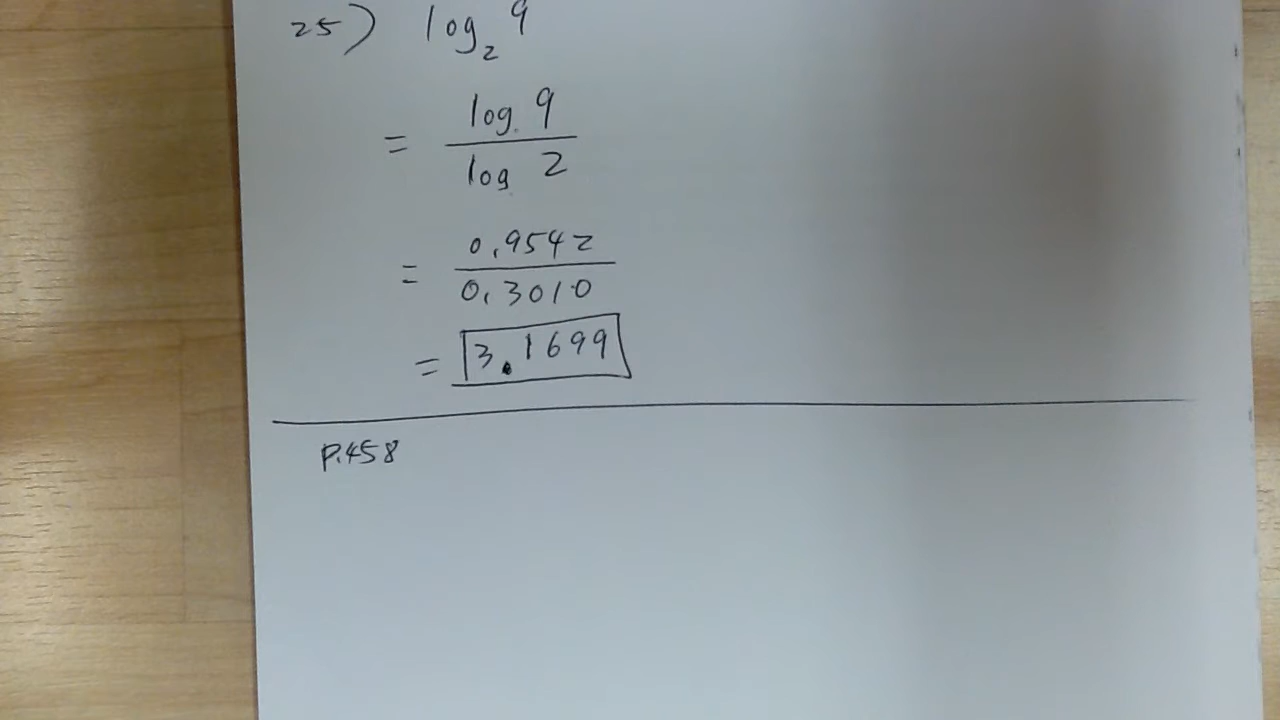 25) log₂ 9
= log 9
log 2
= 0.9542
0.3010
= 3.1699
P.458